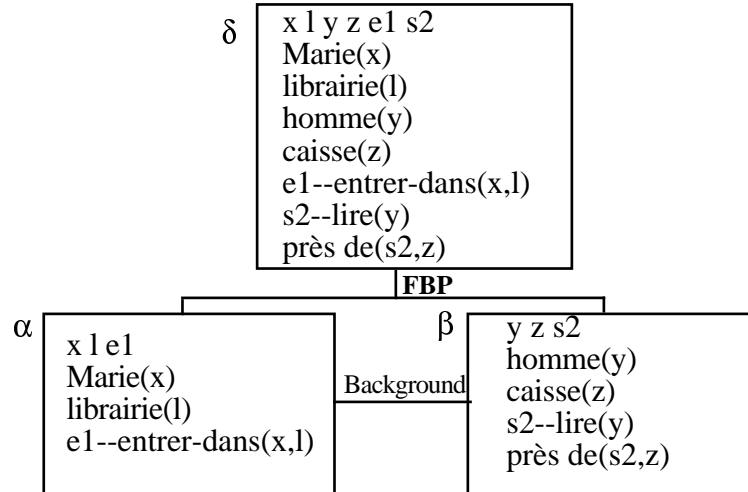 δ
x l y z e1 s2
Marie(x)
librairie(l)
homme(y)
caisse(z)
e1--entrer-dans(x,l)
s2--lire(y)
près de(s2,z)
FBP
α
x l e1
Marie(x)
librairie(l)
e1--entrer-dans(x,l)
Background
β
y z s2
homme(y)
caisse(z)
s2--lire(y)
près de(s2,z)